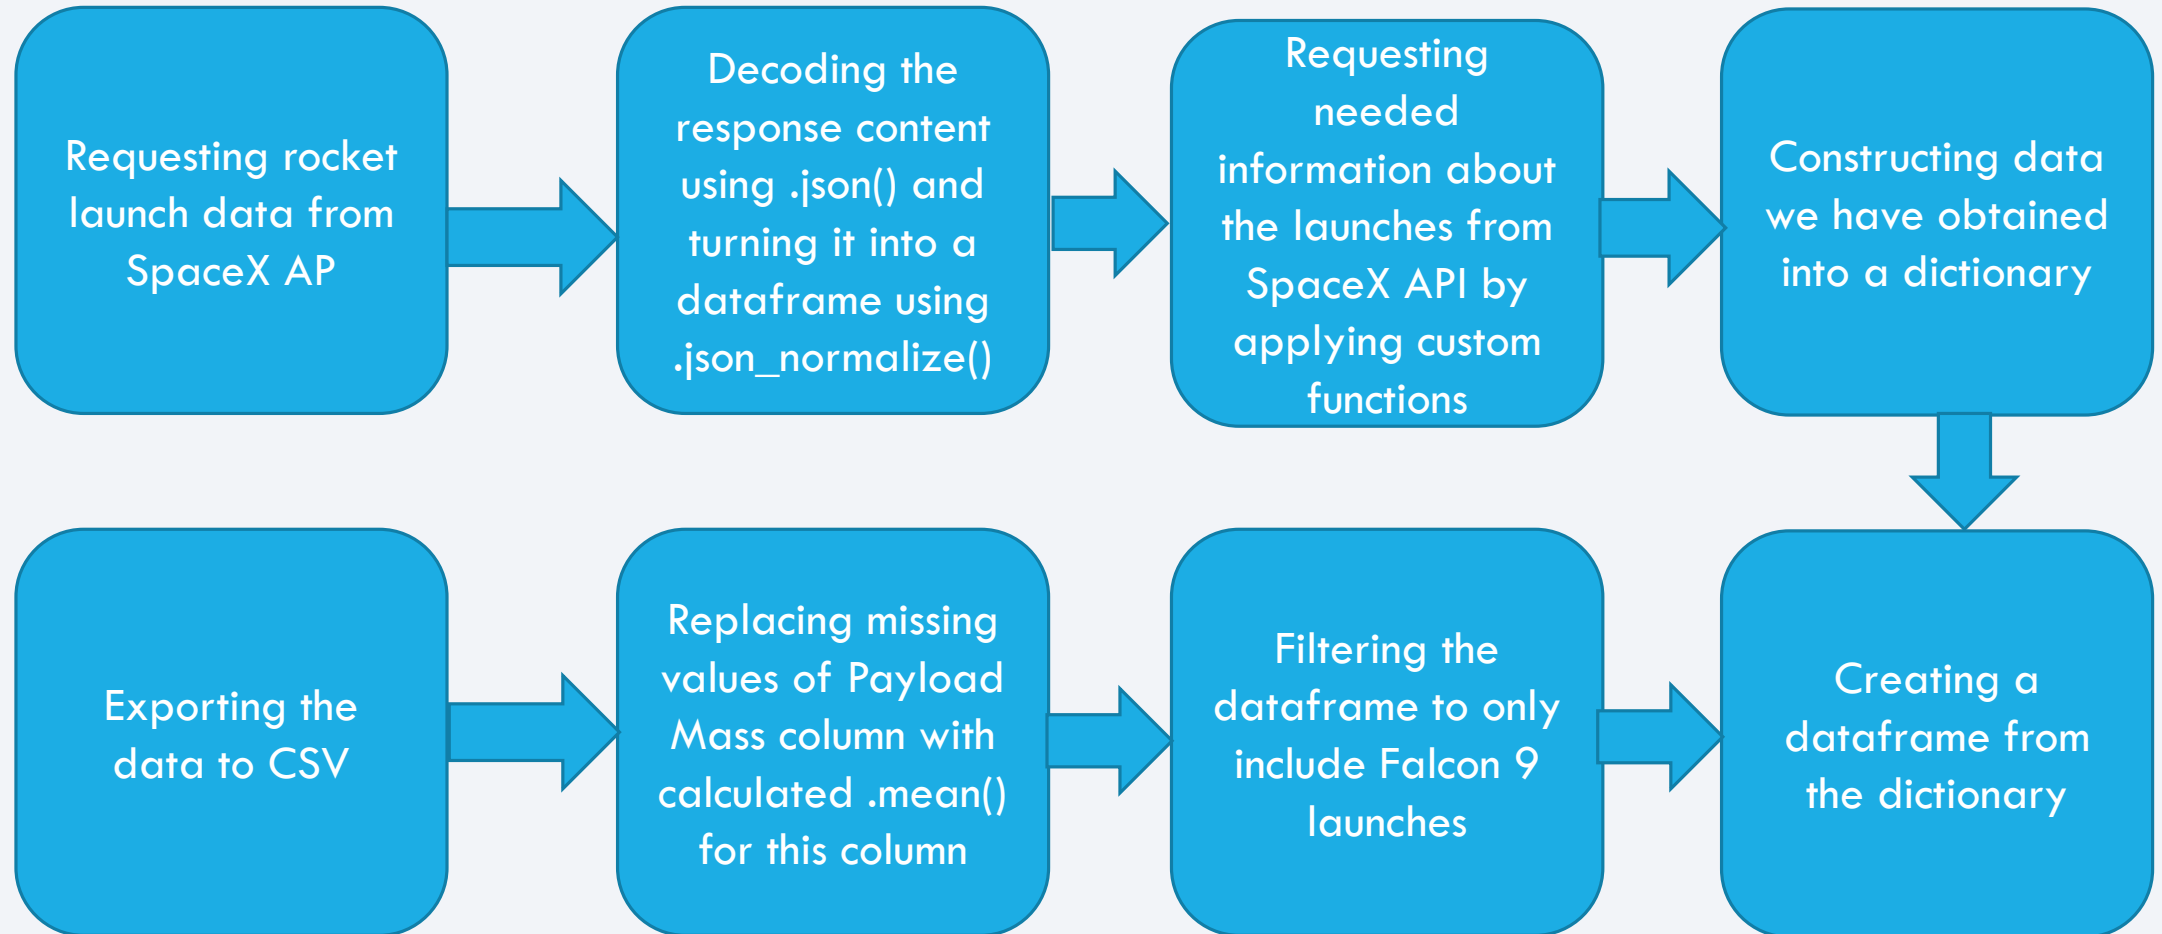 Requesting rocket
launch data from
SpaceX AP
Decoding the
response content
using .json() and
turning it into a
dataframe using
.json_normalize()
Requesting
needed
information about
the launches from
SpaceX API by
applying custom
functions
Constructing data
we have obtained
into a dictionary
Exporting the
data to CSV
Replacing missing
values of Payload
Mass column with
calculated .mean()
for this column
Filtering the
dataframe to only
include Falcon 9
launches
Creating a
dataframe from
the dictionary